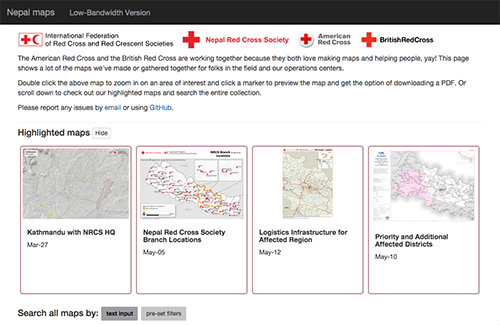 Nepal maps Low-Bandwidth Version
International Federation
of Red Cross and Red Crescent Societies
Nepal Red Cross Society
American
Red Cross
BritishRedCross
The American Red Cross and the British Red Cross are working together because they both love making maps and helping people, yay! This page
shows a lot of the maps we've made or gathered together for folks in the field and our operations centers.
Double click the above map to zoom in on an area of interest and click a marker to preview the map and get the option of downloading a PDF. Or
scroll down to check out our highlighted maps and search the entire collection.
Please report any issues by email or using GitHub.
Highlighted maps Hide
Kathmandu with NRCS HQ
Mar-27
NRCS Branch
Locations
Nepal Red Cross Society
Branch Locations
May-05
Logistics Infrastructure for
Affected Region
May-12
Priority and Additional
Affected Districts
May-10
Search all maps by: text input pre-set filters